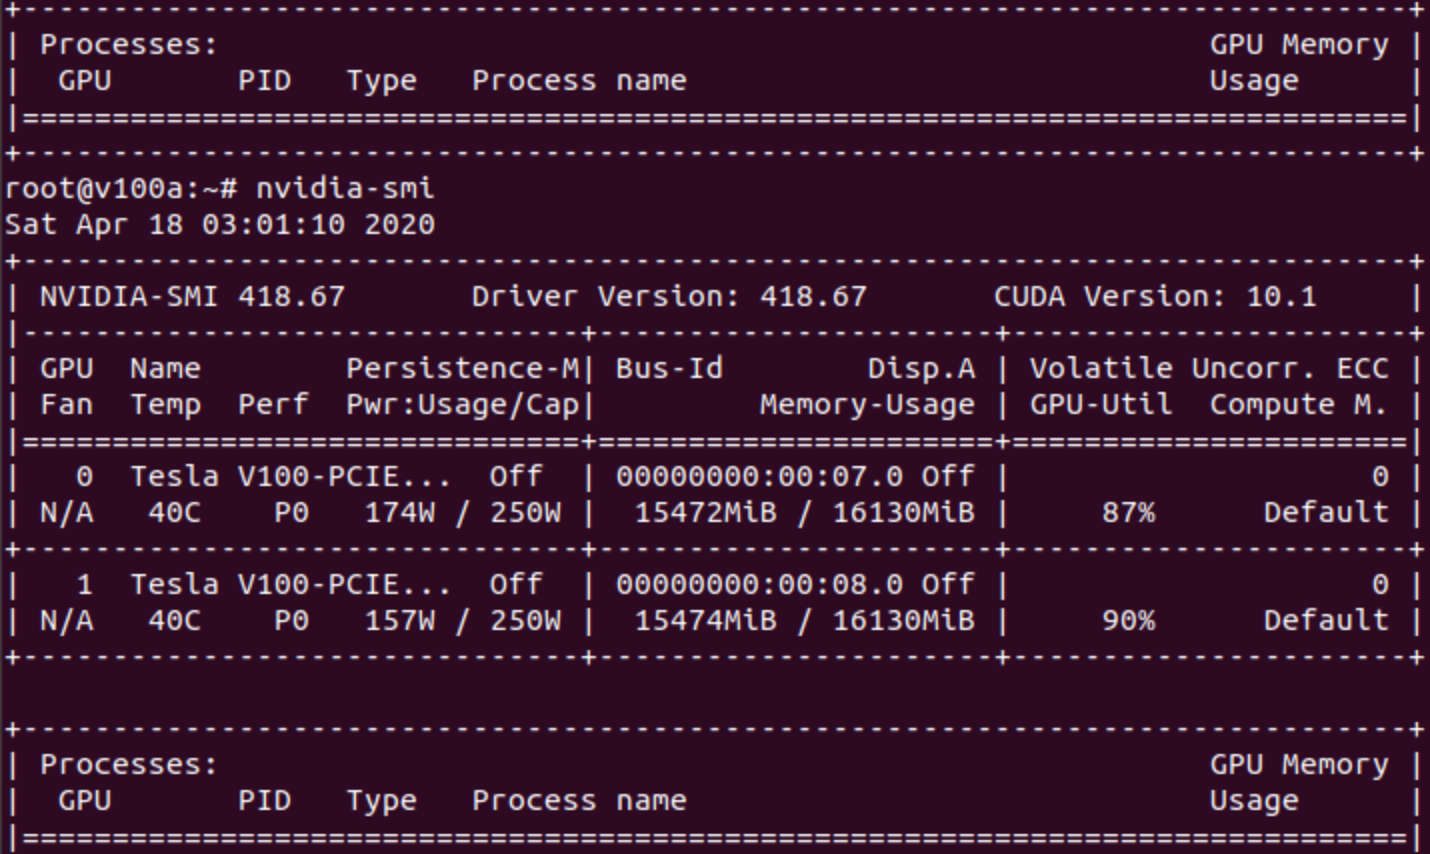 +-----------------------------------------------------------------------------+
| Processes:                                                       GPU Memory |
|  GPU       PID   Type   Process name                             Usage      |
|=============================================================================|
+-----------------------------------------------------------------------------+
root@v100a:~# nvidia-smi
Sat Apr 18 03:01:10 2020
+-----------------------------------------------------------------------------+
| NVIDIA-SMI 418.67       Driver Version: 418.67       CUDA Version: 10.1     |
|-------------------------------+----------------------+----------------------+
| GPU  Name        Persistence-M| Bus-Id        Disp.A | Volatile Uncorr. ECC |
| Fan  Temp  Perf  Pwr:Usage/Cap|         Memory-Usage | GPU-Util  Compute M. |
|===============================+======================+======================|
|   0  Tesla V100-PCIE...  Off  | 00000000:00:07.0 Off |                    0 |
| N/A   40C    P0   174W / 250W |  15472MiB / 16130MiB |     87%      Default |
+-------------------------------+----------------------+----------------------+
|   1  Tesla V100-PCIE...  Off  | 00000000:00:08.0 Off |                    0 |
| N/A   40C    P0   157W / 250W |  15474MiB / 16130MiB |     90%      Default |
+-------------------------------+----------------------+----------------------+
+-----------------------------------------------------------------------------+
| Processes:                                                       GPU Memory |
|  GPU       PID   Type   Process name                             Usage      |
|=============================================================================|